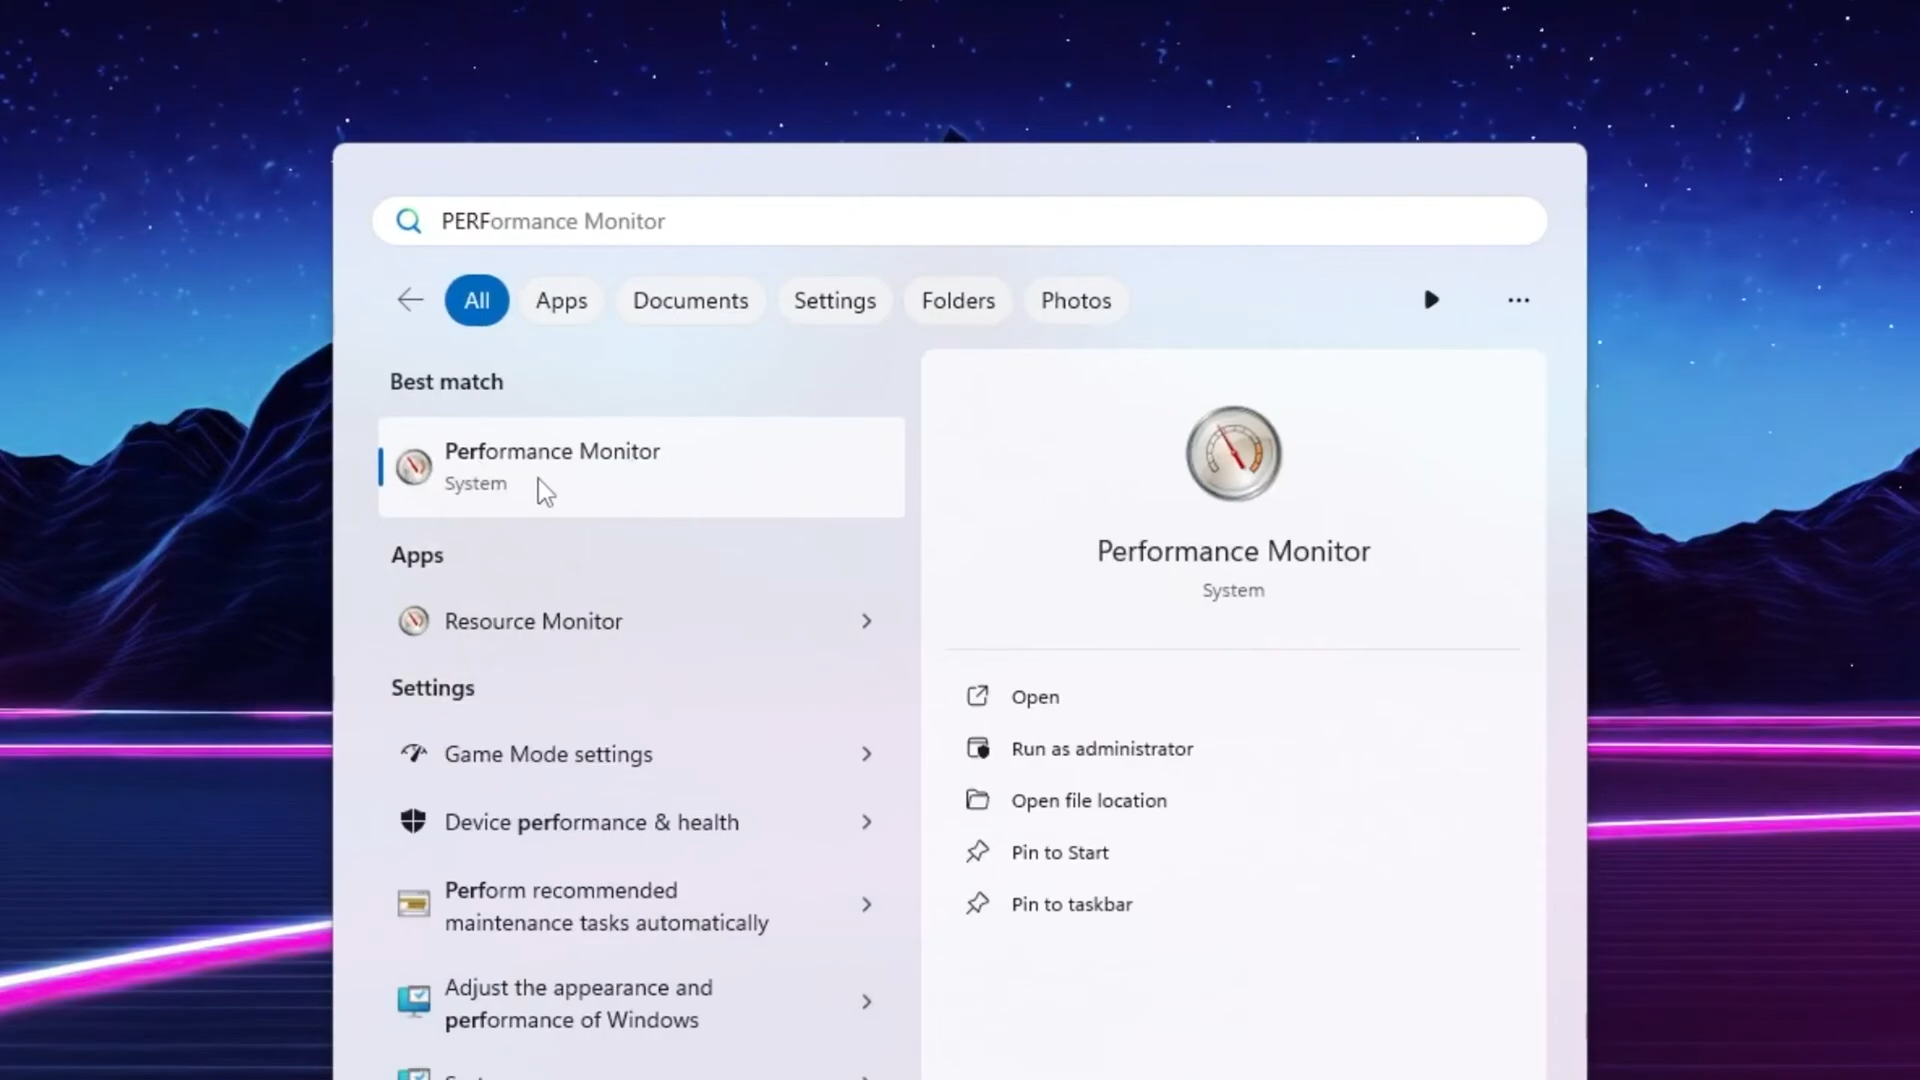 PERFormance Monitor
All
Apps
Documents
Settings
Folders
Photos
Best match
Performance Monitor
System
Apps
Resource Monitor
Settings
Game Mode settings
Device performance & health
Perform recommended
maintenance tasks automatically
Adjust the appearance and
performance of Windows
Performance Monitor
System
Open
Run as administrator
Open file location
Pin to Start
Pin to taskbar